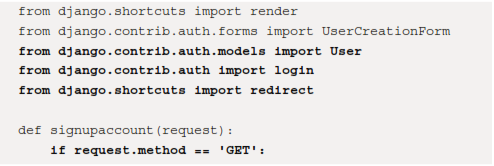 from django.shortcuts import render
from django.contrib.auth.forms import UserCreationForm
from django.contrib.auth.models import User
from django.contrib.auth import login
from django.shortcuts import redirect

def signupaccount(request):
    if request.method == 'GET':